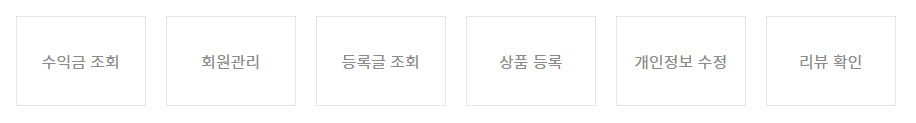 수익금 조회
회원관리
등록글 조회
상품 등록
개인정보 수정
리뷰 확인